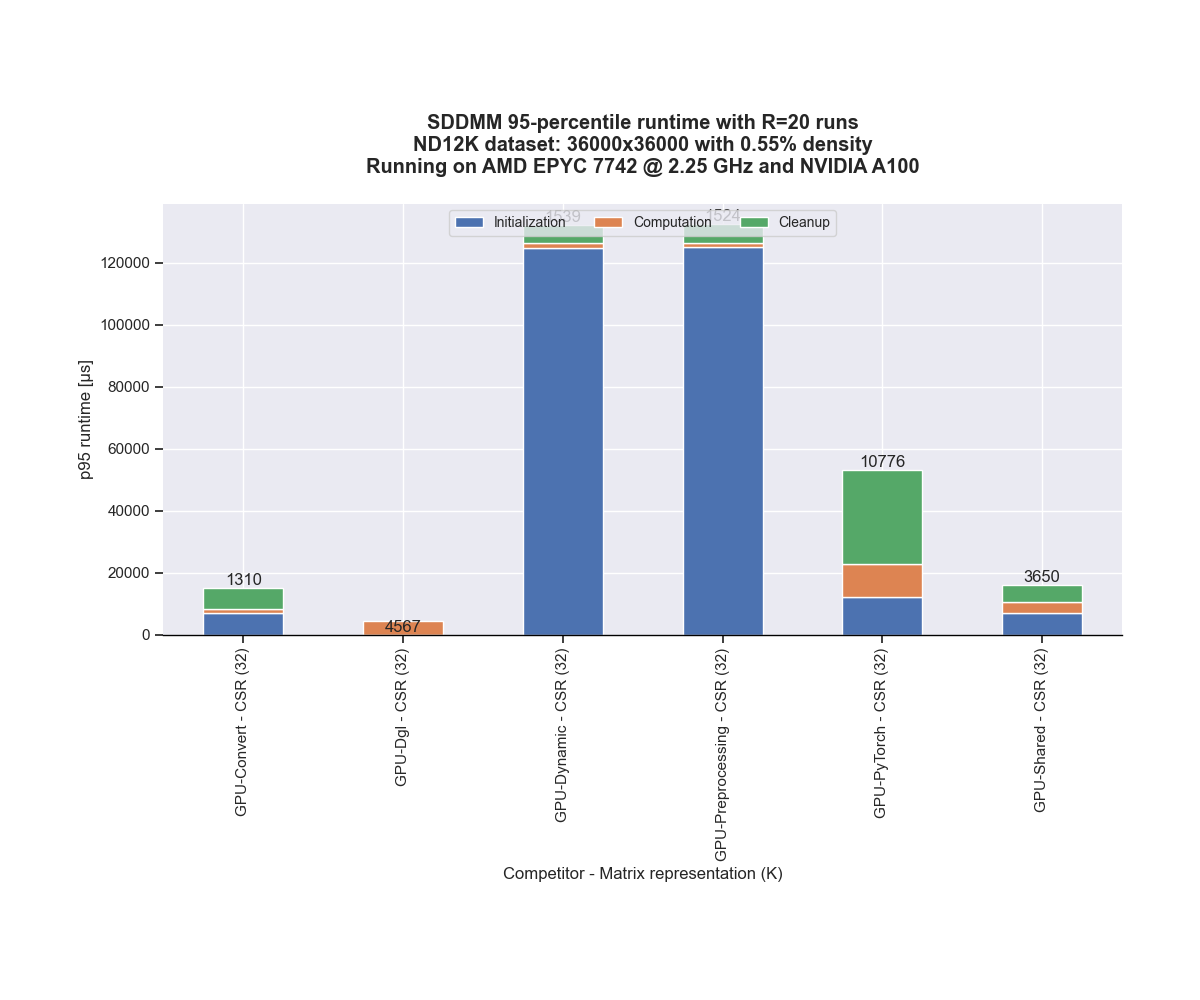 SDDMM 95-percentile runtime with R=20 runs
ND12K dataset: 36000x36000 with 0.55% density
Running on AMD EPYC 7742 @ 2.25 GHz and NVIDIA A100
1539
1524
Initialization
Computation
Cleanup
120000
100000
80000
60000
40000
20000
0
p95 runtime [μs]
10776
1310
3650
4567
GPU-Convert - CSR (32)
GPU-Dgl - CSR (32)
GPU-Dynamic - CSR (32)
GPU-Preprocessing - CSR (32)
GPU-PyTorch - CSR (32)
GPU-Shared - CSR (32)
Competitor - Matrix representation (K)